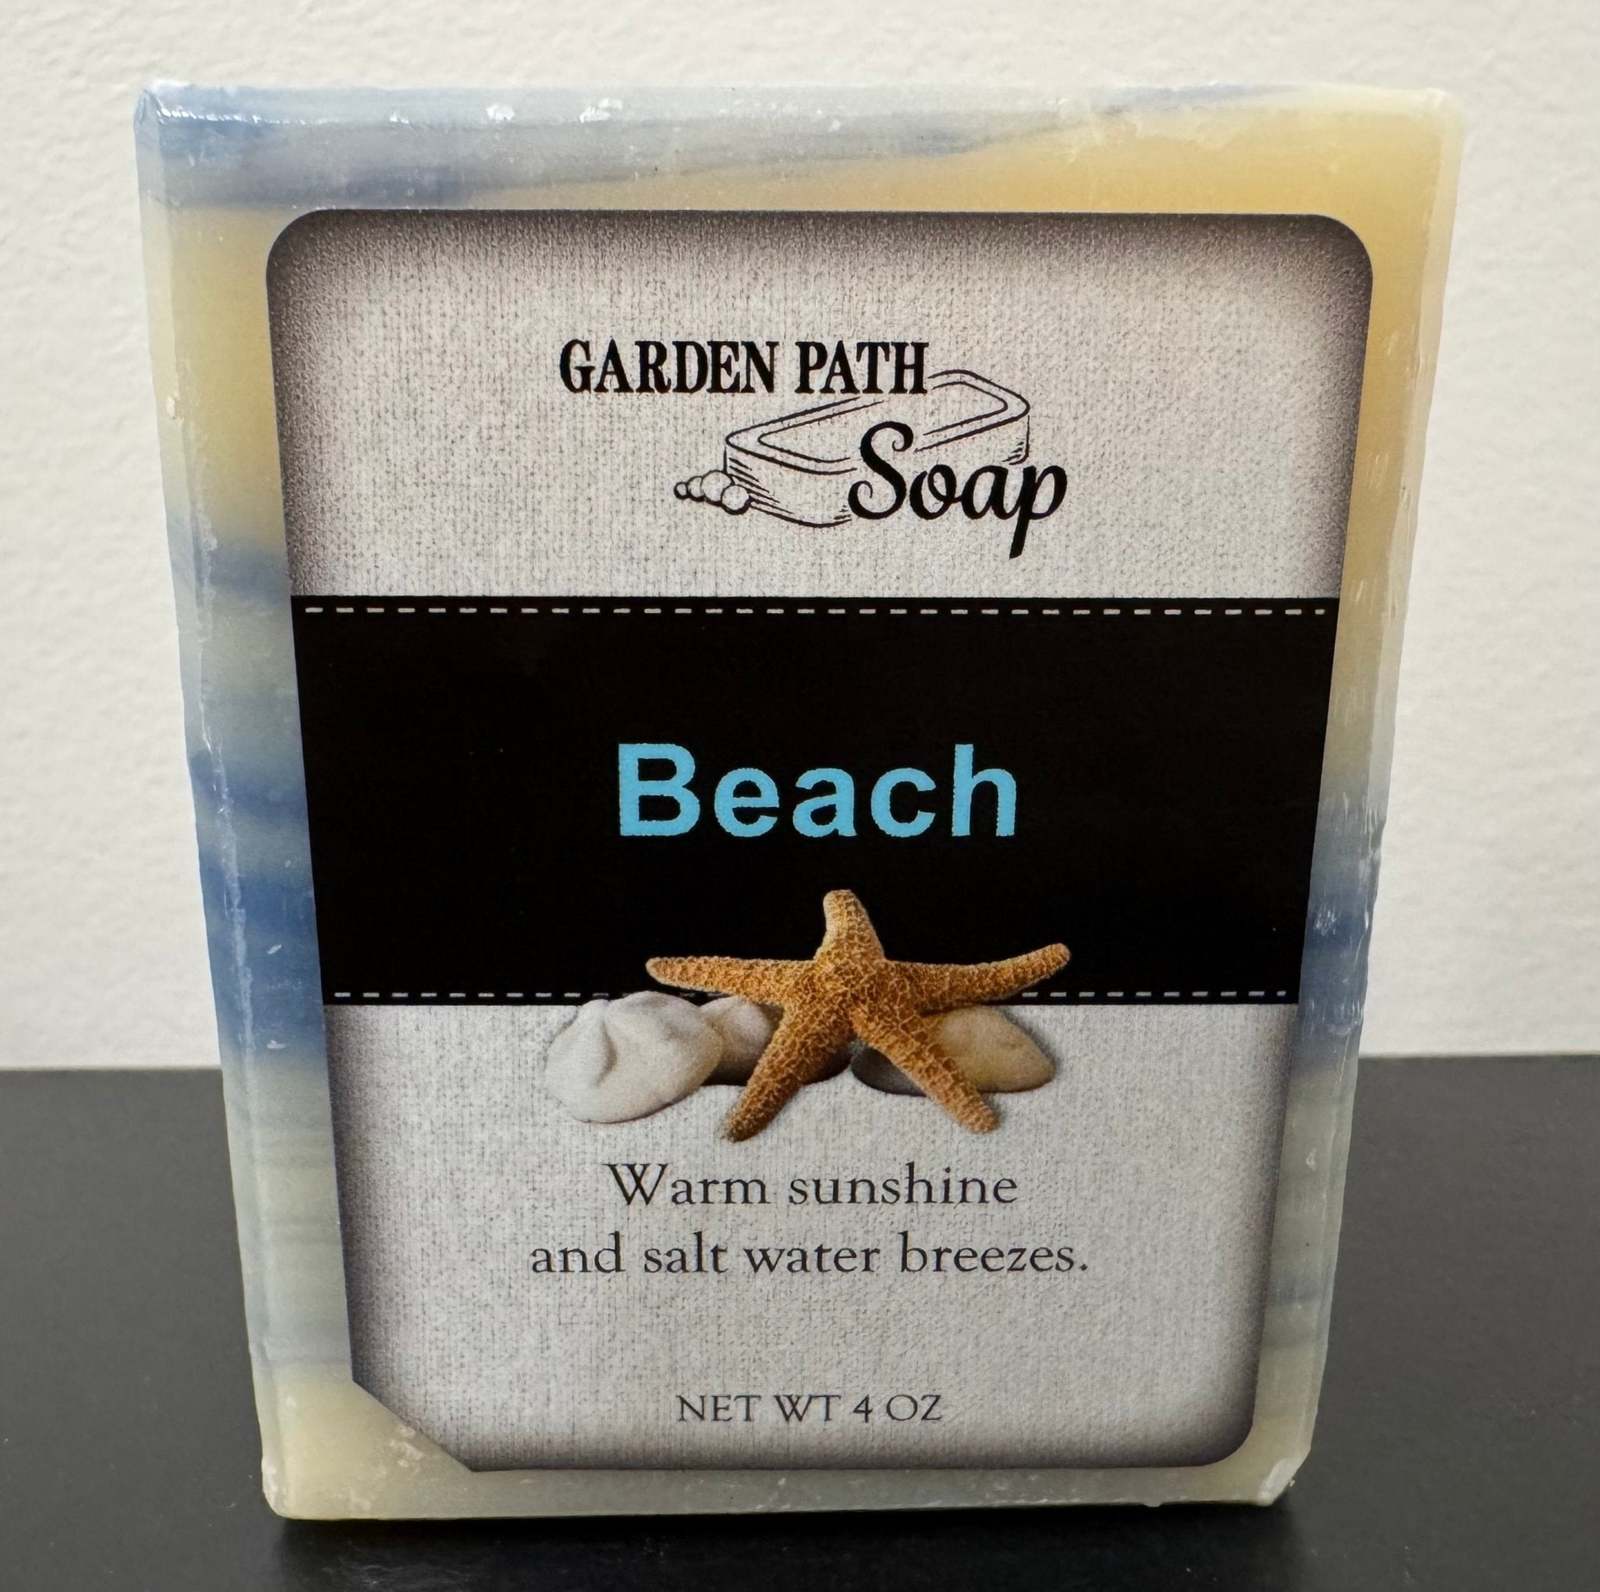 GARDEN PATH
Soap
Beach
Warm sunshine
and salt water breezes.
NET WT 4 OZ